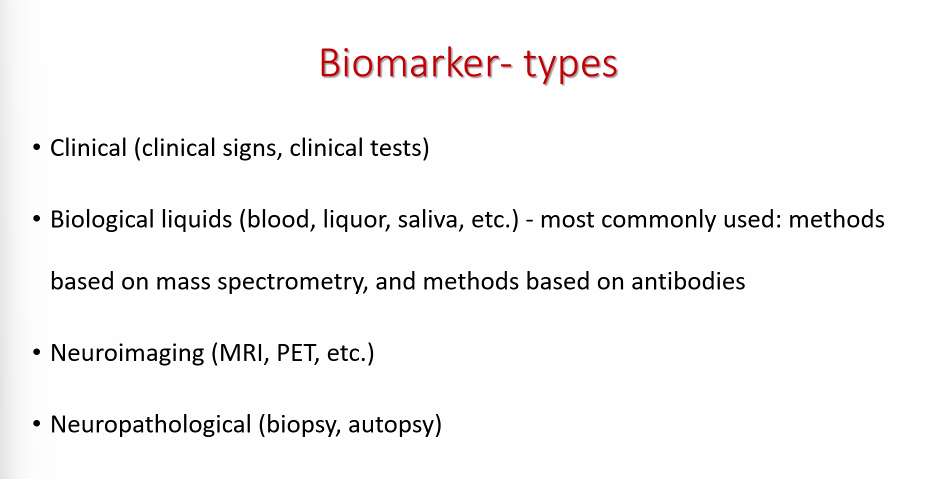 Biomarker- types
• Clinical (clinical signs, clinical tests)
• Biological liquids (blood, liquor, saliva, etc.) - most commonly used: methods
based on mass spectrometry, and methods based on antibodies
• Neuroimaging (MRI, PET, etc.)
• Neuropathological (biopsy, autopsy)